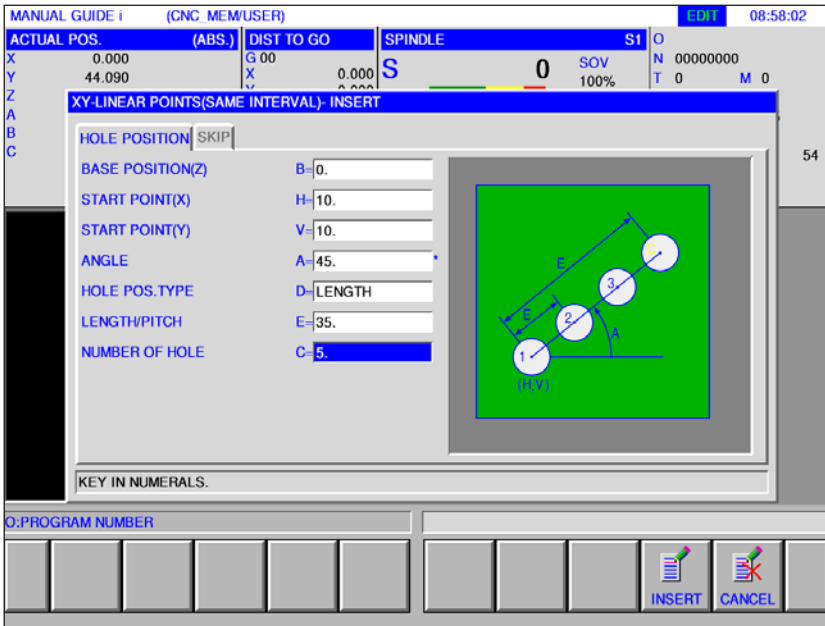 MANUAL GUIDE i (CNC_MEM/USER) EDIT 08:58:02
ACTUAL POS. (ABS.) DIST TO GO SPINDLE S1 O
X 0.000 G 00 N 00000000
Y 44.090 X 0.000 S 0 SOV 100% T 0 M 0
Z
A
B
C 54
XY-LINEAR POINTS(SAME INTERVAL)- INSERT
HOLE POSITION SKIP
BASE POSITION(Z) B=0.
START POINT(X) H=10.
START POINT(Y) V=10.
ANGLE A=45. *
HOLE POS.TYPE D=LENGTH
LENGTH/PITCH E=35.
NUMBER OF HOLE C=5.
E
E
C
3
2
1
A
(H,V)
KEY IN NUMERALS.
O:PROGRAM NUMBER
INSERT CANCEL